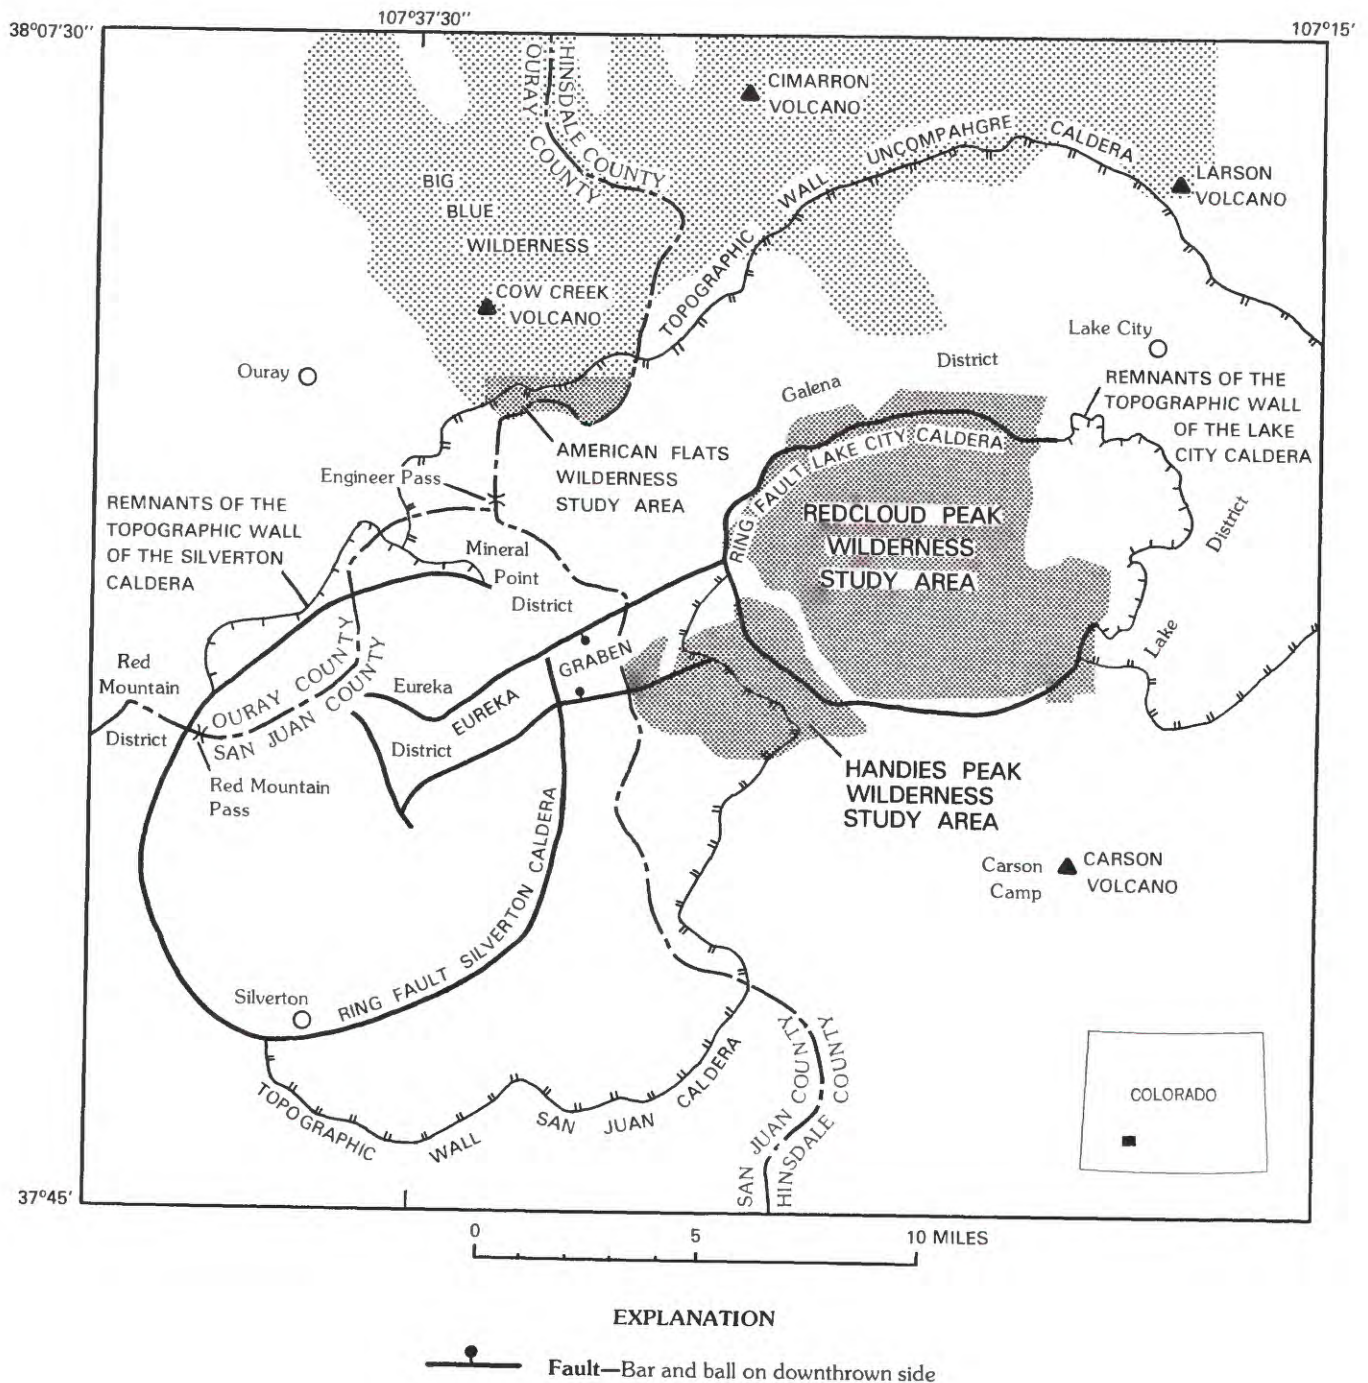 38°07'30''
107°37'30''
107°15'
OURAY COUNTY
HINSDALE COUNTY
CIMARRON
VOLCANO
TOPOGRAPHIC WALL UNCOMPAHGRE CALDERA
LARSON
VOLCANO
BIG
BLUE
WILDERNESS
COW CREEK
VOLCANO
Ouray
Lake City
Galena District
REMNANTS OF THE
TOPOGRAPHIC WALL
OF THE LAKE
CITY CALDERA
AMERICAN FLATS
WILDERNESS
STUDY AREA
Engineer Pass
RING FAULT LAKE CITY CALDERA
REMNANTS OF THE
TOPOGRAPHIC WALL
OF THE SILVERTON
CALDERA
REDCLOUD PEAK
WILDERNESS
STUDY AREA
Lake District
Mineral
Point
District
Red
Mountain
District
OURAY COUNTY
SAN JUAN COUNTY
Eureka
District
EUREKA GRABEN
Red Mountain
Pass
HANDIES PEAK
WILDERNESS
STUDY AREA
Carson
Camp
CARSON
VOLCANO
RING FAULT SILVERTON CALDERA
Silverton
TOPOGRAPHIC WALL SAN JUAN CALDERA
SAN JUAN COUNTY
HINSDALE COUNTY
SAN JUAN COUNTY
HINSDALE COUNTY
COLORADO
37°45'
0 5 10 MILES
EXPLANATION
Fault—Bar and ball on downthrown side